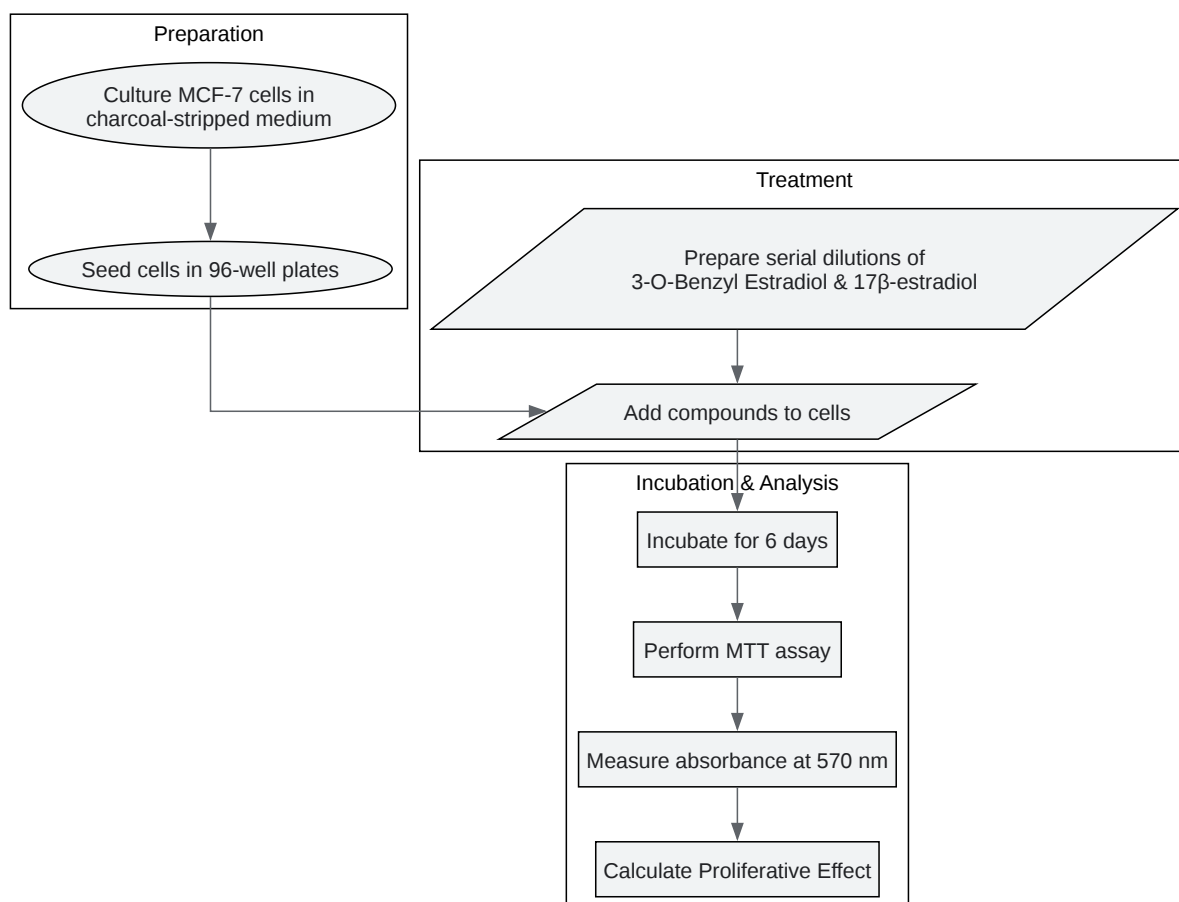 Preparation
Culture MCF-7 cells in
charcoal-stripped medium
Seed cells in 96-well plates
Treatment
Prepare serial dilutions of
3-O-Benzyl Estradiol & 17β-estradiol
Add compounds to cells
Incubation & Analysis
Incubate for 6 days
Perform MTT assay
Measure absorbance at 570 nm
Calculate Proliferative Effect